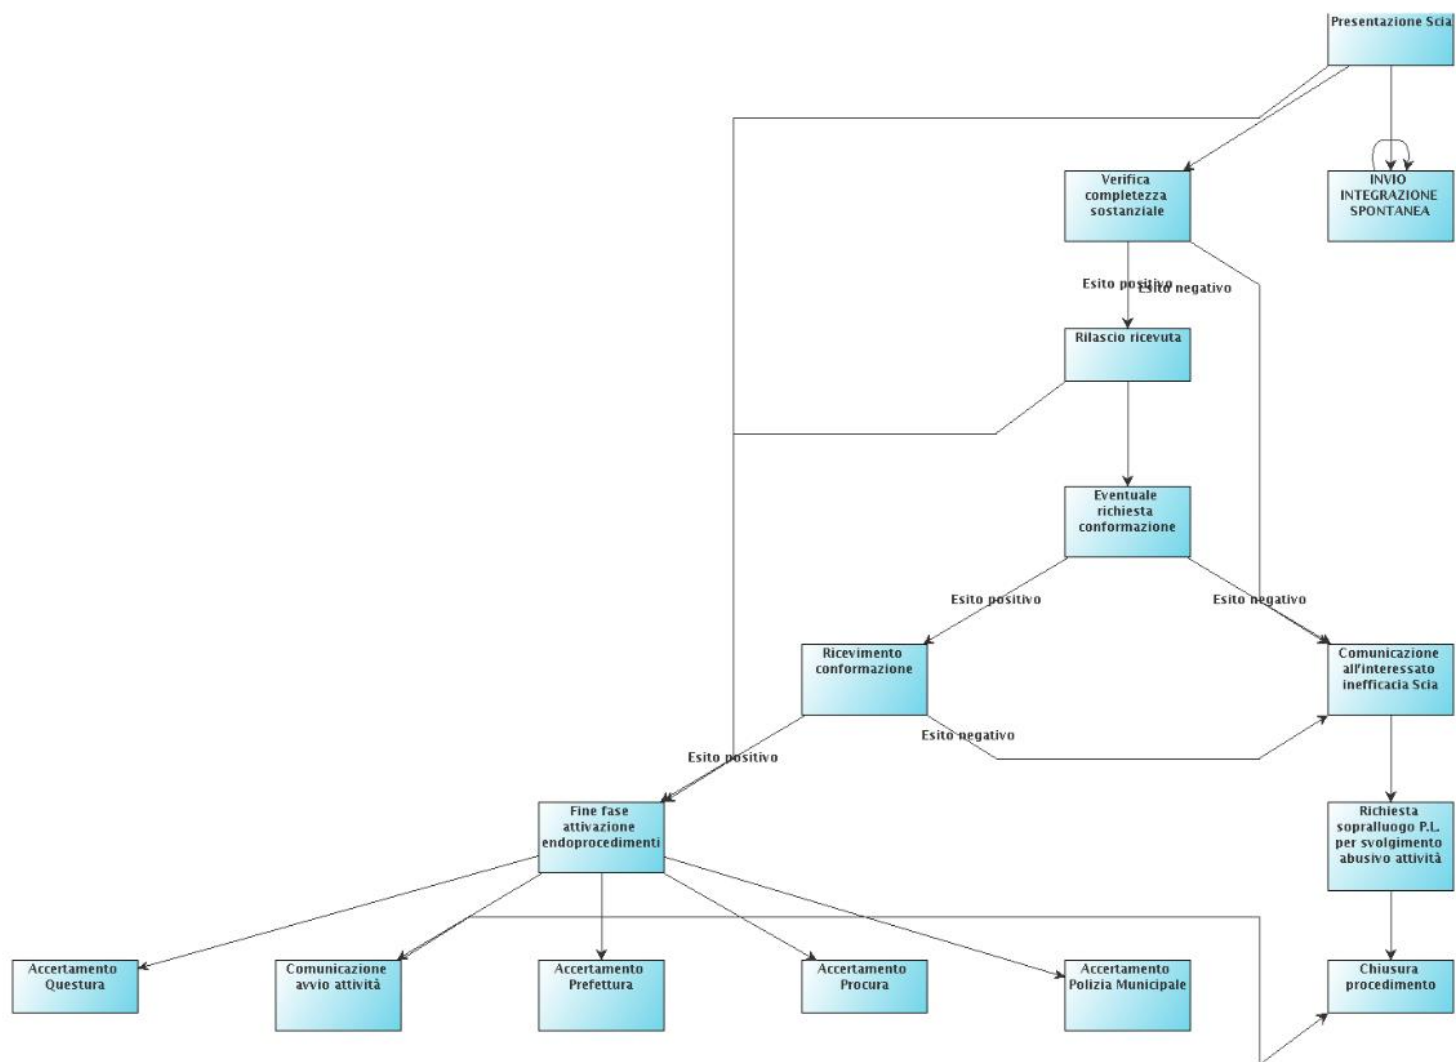 Presentazione Scia
Verifica
completezza
sostanziale
INVIO
INTEGRAZIONE
SPONTANEA
Esito positivo
Esito negativo
Rilascio ricevuta
Eventuale
richiesta
conformazione
Esito positivo
Esito negativo
Ricevimento
conformazione
Comunicazione
all'interessato
inefficacia Scia
Esito negativo
Esito positivo
Fine fase
attivazione
endoprocedimenti
Richiesta
sopralluogo P.L.
per svolgimento
abusivo attività
Accertamento
Questura
Comunicazione
avvio attività
Accertamento
Prefettura
Accertamento
Procura
Accertamento
Polizia Municipale
Chiusura
procedimento